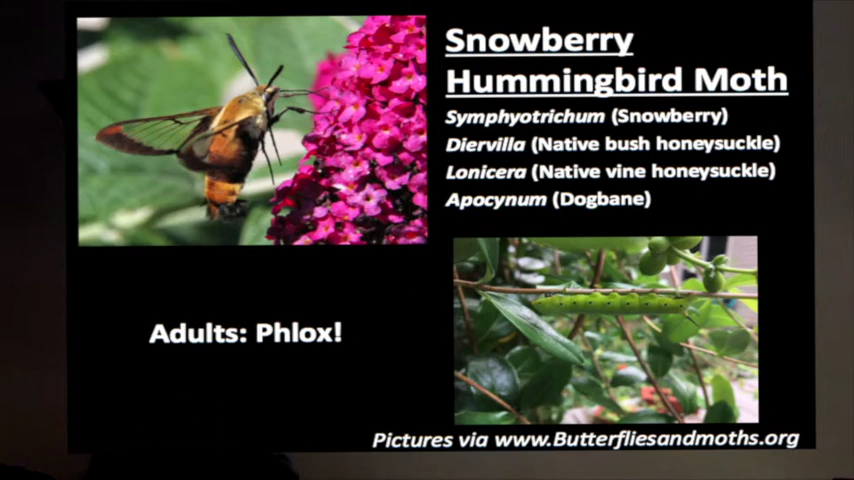 Snowberry
Hummingbird Moth
Symphyotrichum (Snowberry)
Diervilla (Native bush honeysuckle)
Lonicera (Native vine honeysuckle)
Apocynum (Dogbane)
Adults: Phlox!
Pictures via www.Butterfliesandmoths.org